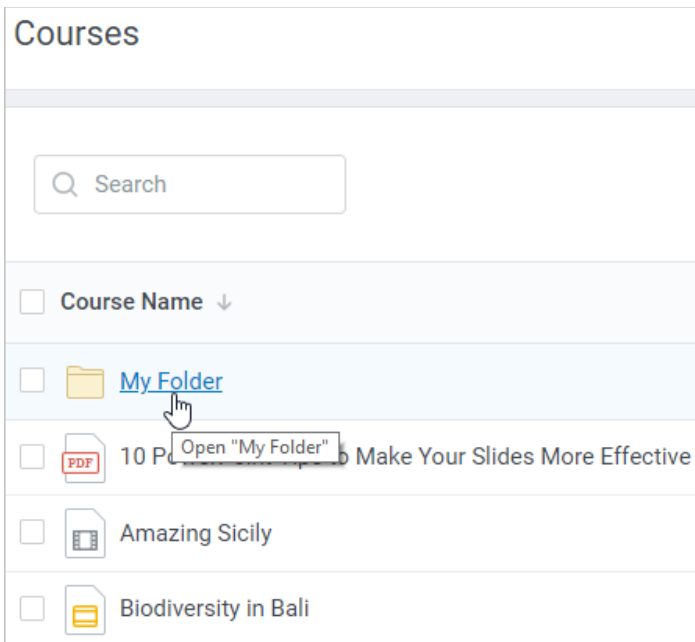 Courses
Search
Course Name
My Folder
Open "My Folder"
PDF
10 P to Make Your Slides More Effective
Amazing Sicily
Biodiversity in Bali